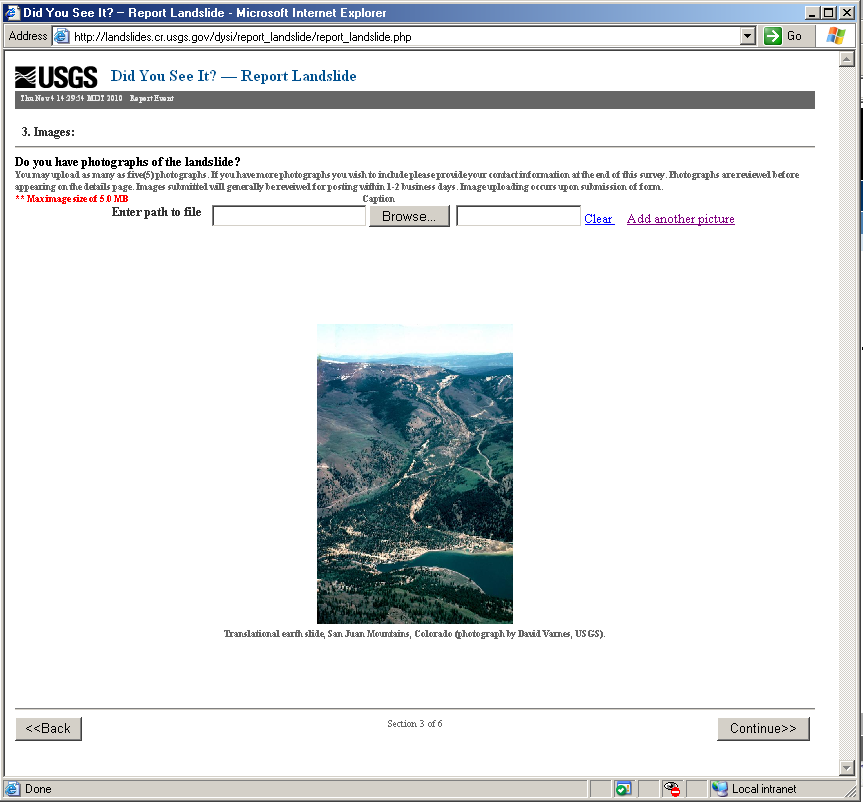 Did You See It? – Report Landslide - Microsoft Internet Explorer
Address http://landslides.cr.usgs.gov/dysi/report_landslide/report_landslide.php Go
USGS Did You See It? — Report Landslide
Thu Nov 4 14:29:54 MDT 2010 Report Event
3. Images:
Do you have photographs of the landslide?
You may upload as many as five(5) photographs. If you have more photographs you wish to include please provide your contact information at the end of this survey. Photographs are reviewed before
appearing on the details page. Images submitted will generally be reveiwed for posting within 1-2 business days. Image uploading occurs upon submission of form.
** Max image size of 5.0 MB Caption
Enter path to file Browse... Clear Add another picture
Translational earth slide, San Juan Mountains, Colorado (photograph by David Varnes, USGS).
<<Back Section 3 of 6 Continue>>
Done Local intranet